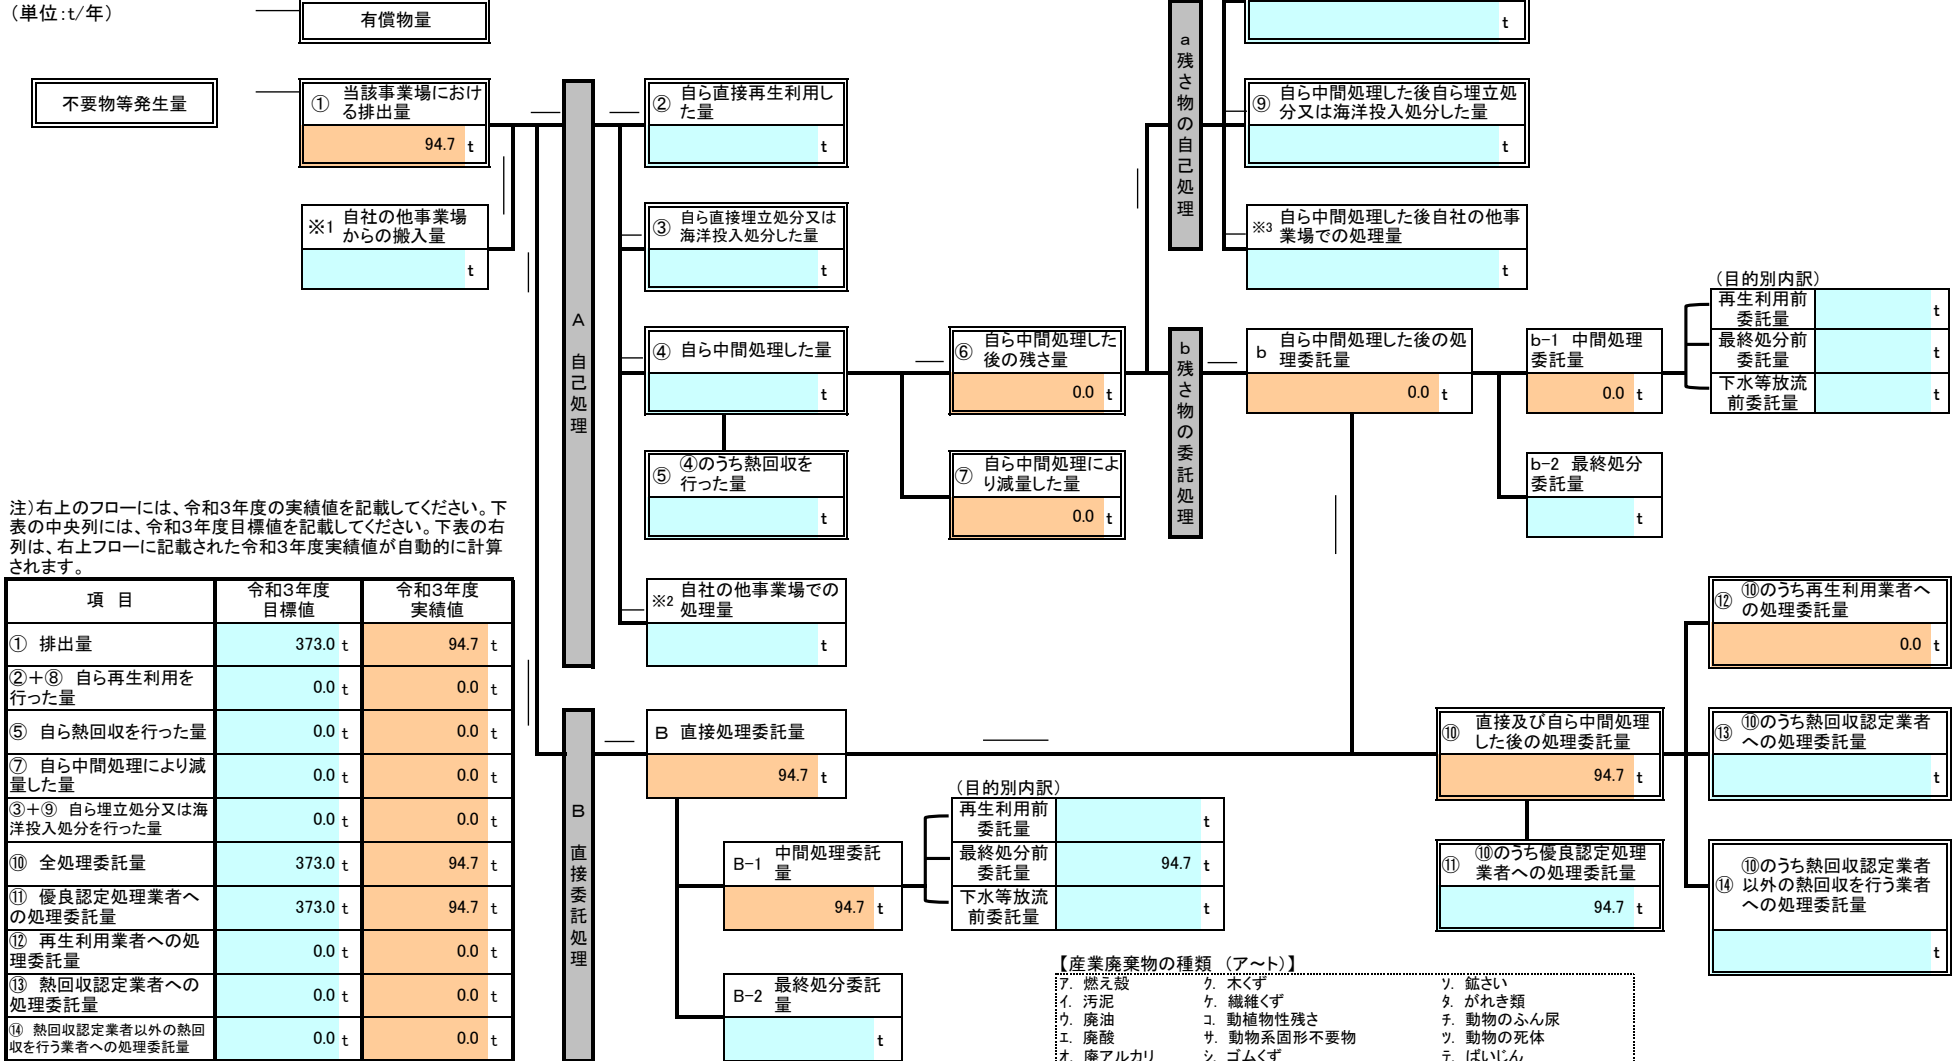 （単位：t/年）
有償物量
t
不要物等発生量
① 当該事業場におけ
る排出量
94.7 t
※1 自社の他事業場
からの搬入量
t
A 自己処理
② 自ら直接再生利用し
た量
t
③ 自ら直接埋立処分又は
海洋投入処分した量
t
④ 自ら中間処理した量
t
⑤ ④のうち熱回収を
行った量
t
※2 自社の他事業場での
処理量
t
⑥ 自ら中間処理した
後の残さ量
0.0 t
⑦ 自ら中間処理によ
り減量した量
0.0 t
a 残さ物の自己処理
⑨ 自ら中間処理した後自ら埋立処
分又は海洋投入処分した量
t
※3 自ら中間処理した後自社の他事
業場での処理量
t
b 残さ物の委託処理
b 自ら中間処理した後の処
理委託量
0.0 t
b-1 中間処理
委託量
0.0 t
（目的別内訳）
再生利用前
委託量
t
最終処分前
委託量
t
下水等放流
前委託量
t
b-2 最終処分
委託量
t
注）右上のフローには、令和3年度の実績値を記載してください。下
表の中央列には、令和3年度目標値を記載してください。下表の右
列は、右上フローに記載された令和3年度実績値が自動的に計算
されます。
項 目 令和3年度 目標値 令和3年度 実績値
① 排出量 373.0 t 94.7 t
②＋⑧ 自ら再生利用を
行った量 0.0 t 0.0 t
⑤ 自ら熱回収を行った量 0.0 t 0.0 t
⑦ 自ら中間処理により減
量した量 0.0 t 0.0 t
③＋⑨ 自ら埋立処分又は海
洋投入処分を行った量 0.0 t 0.0 t
⑩ 全処理委託量 373.0 t 94.7 t
⑪ 優良認定処理業者へ
の処理委託量 373.0 t 94.7 t
⑫ 再生利用業者への処
理委託量 0.0 t 0.0 t
⑬ 熱回収認定業者への
処理委託量 0.0 t 0.0 t
⑭ 熱回収認定業者以外の熱回
収を行う業者への処理委託量 0.0 t 0.0 t
B 直接委託処理
B 直接処理委託量
94.7 t
B-1 中間処理委託
量
94.7 t
（目的別内訳）
再生利用前
委託量
t
最終処分前
委託量
94.7 t
下水等放流
前委託量
t
B-2 最終処分委託
量
t
⑩ 直接及び自ら中間処理
した後の処理委託量
94.7 t
⑪ ⑩のうち優良認定処理
業者への処理委託量
94.7 t
⑫ ⑩のうち再生利用業者へ
の処理委託量
0.0 t
⑬ ⑩のうち熱回収認定業者
への処理委託量
t
⑭ ⑩のうち熱回収認定業者
以外の熱回収を行う業者
への処理委託量
t
【産業廃棄物の種類 （ア～ト）】
ア. 燃え殻 ク. 木くず ソ. 鉱さい
イ. 汚泥 ケ. 繊維くず タ. がれき類
ウ. 廃油 コ. 動植物性残さ チ. 動物のふん尿
エ. 廃酸 サ. 動物系固形不要物 ツ. 動物の死体
オ. 廃アルカリ シ. ゴムくず テ. ばいじん